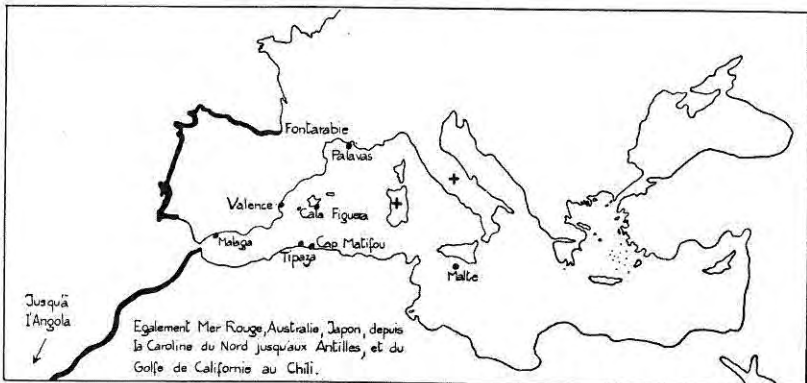 Fontarabie
Palavas
Valence
Cala Figuera
Malaga
Tipaza
Cap Matifou
Malte
Jusqu'à
l'Angola
Egalement Mer Rouge, Australie, Japon, depuis
la Caroline du Nord jusqu'aux Antilles, et du
Golfe de Californie au Chili.